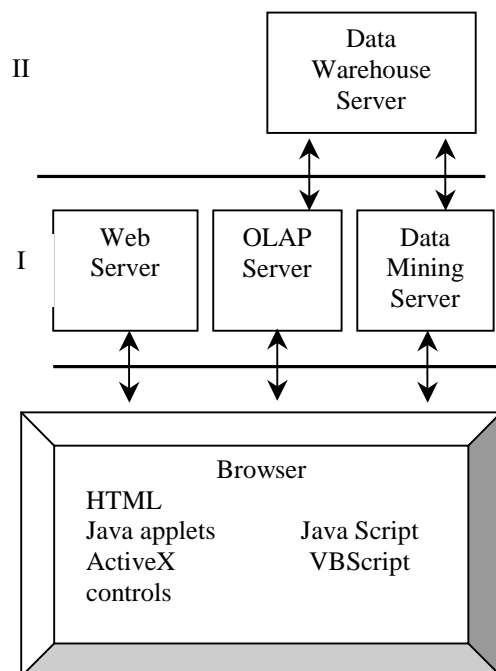 II
Data
Warehouse
Server
I
Web
Server
OLAP
Server
Data
Mining
Server
Browser
HTML
Java applets
ActiveX
controls
Java Script
VBScript